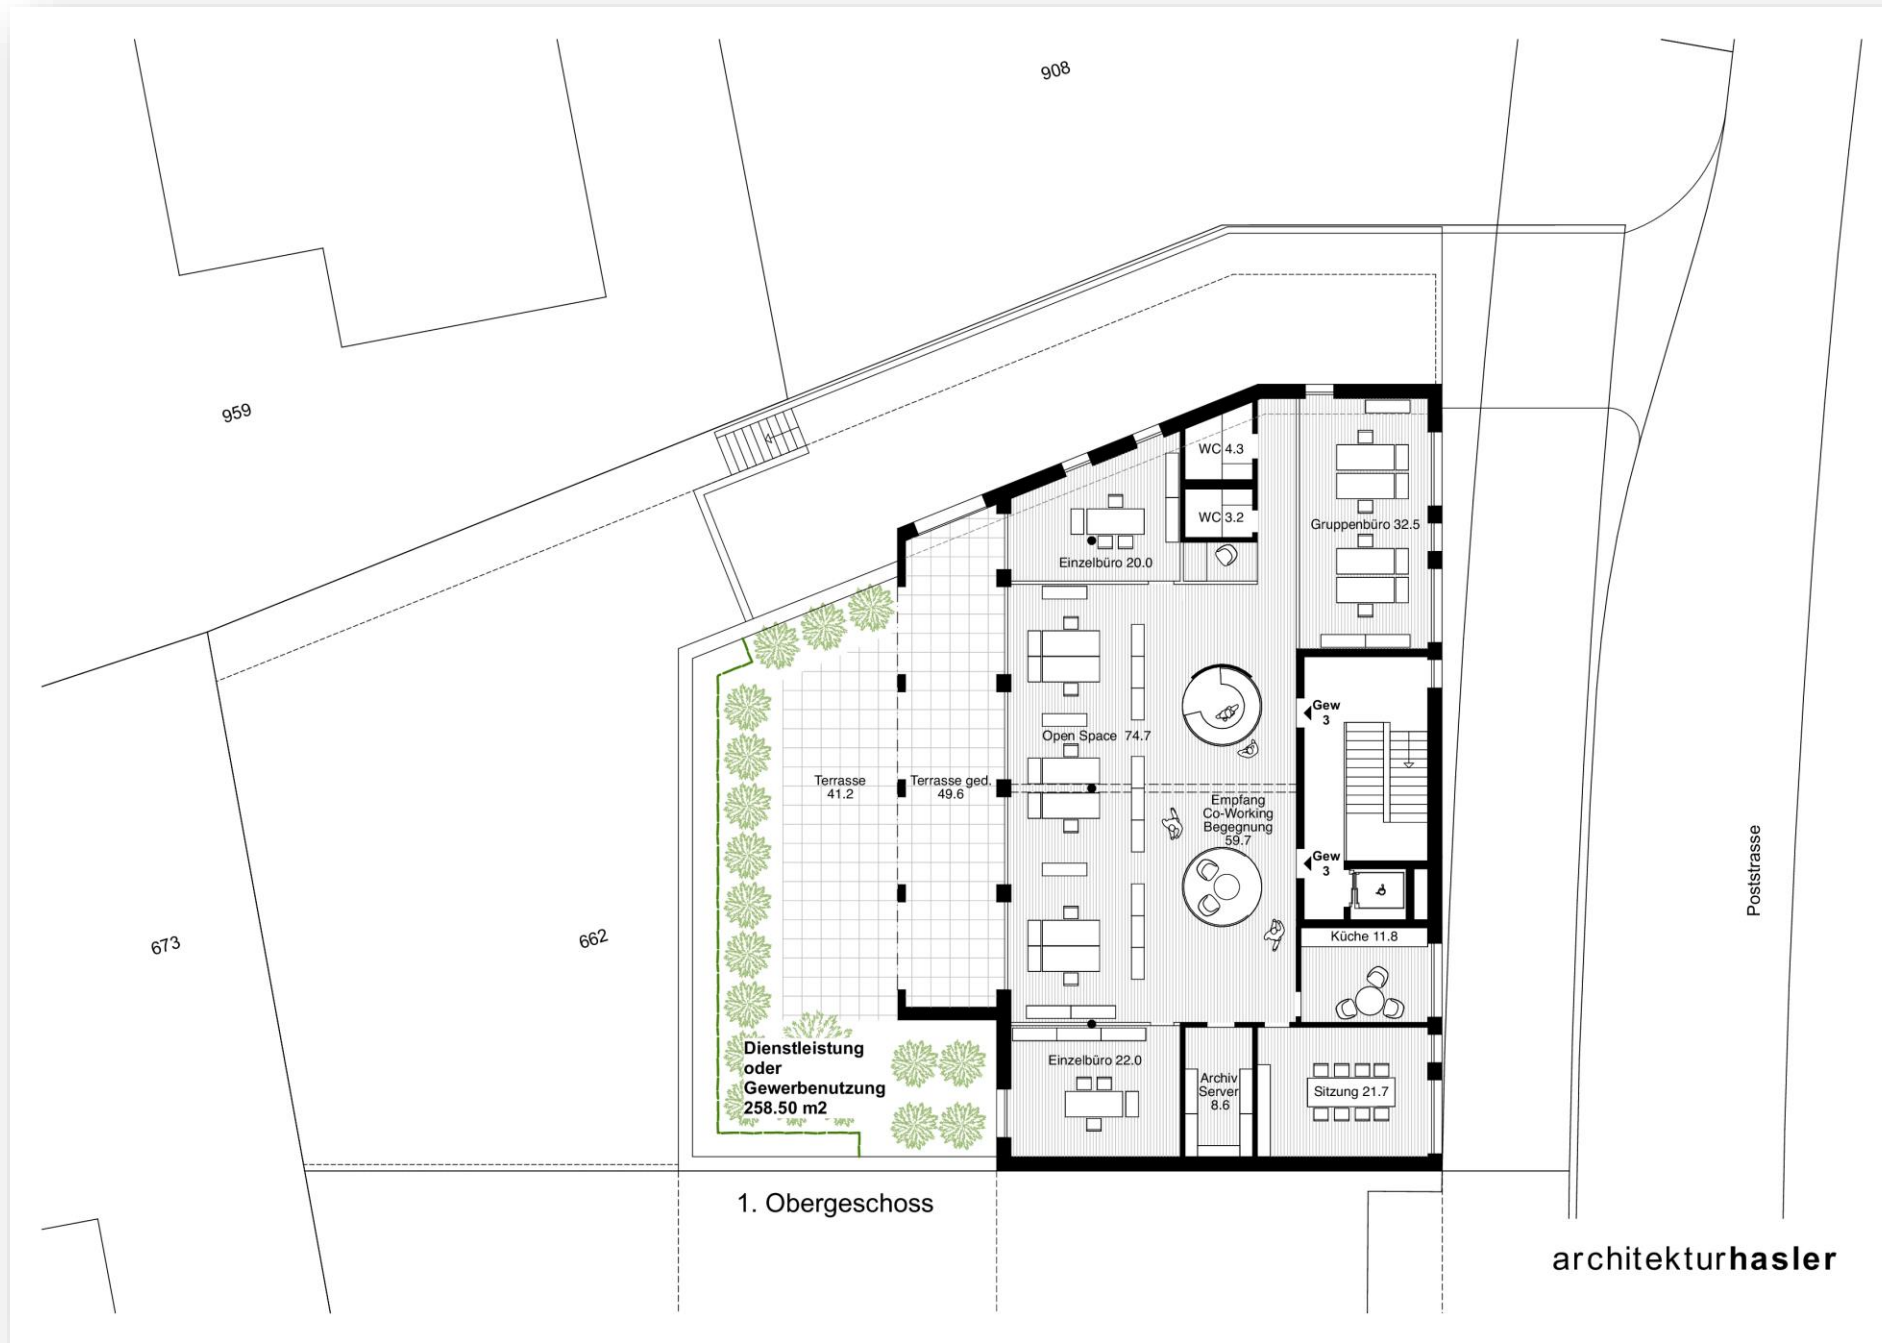 908
959
WC 4.3
WC 3.2
Gruppenbüro 32.5
Einzelbüro 20.0
Gew
3
Open Space 74.7
Terrasse
41.2
Terrasse ged.
49.6
Empfang
Co-Working
Begegnung
59.7
Gew
3
Poststrasse
673
662
Küche 11.8
Dienstleistung
oder
Gewerbenutzung
258.50 m2
Einzelbüro 22.0
Archiv
Server
8.6
Sitzung 21.7
1. Obergeschoss
architekturhasler